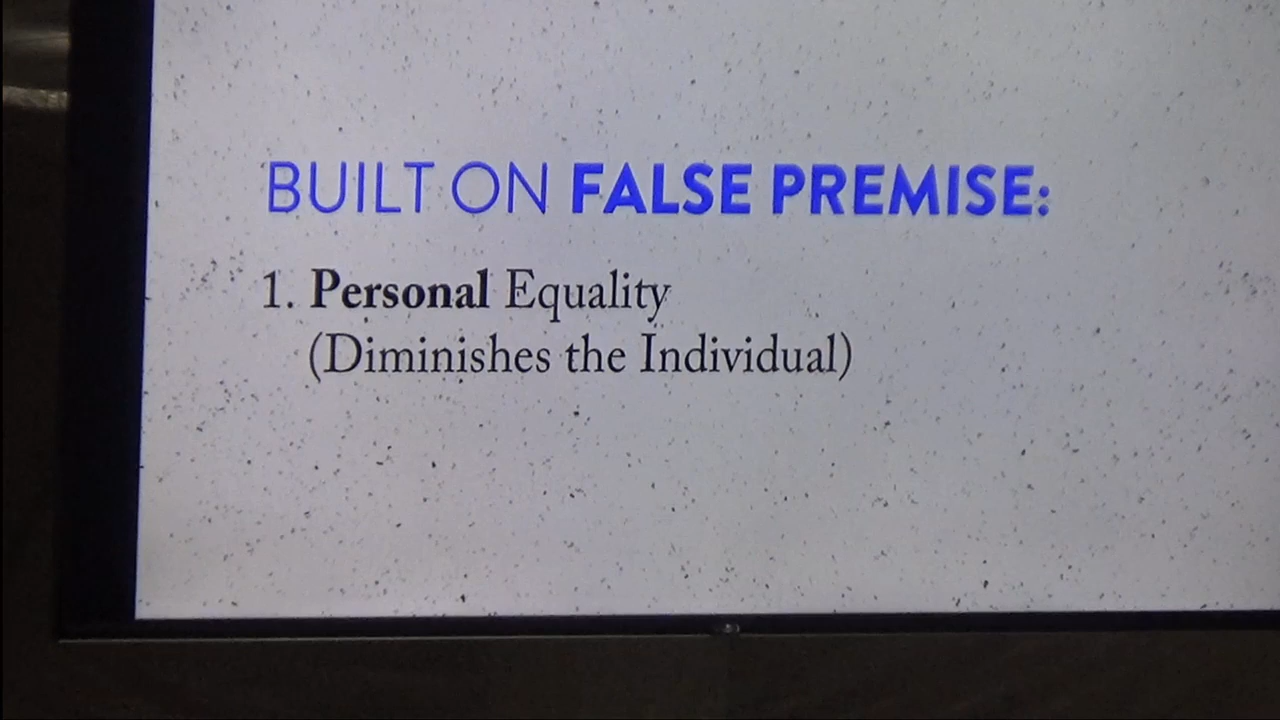 BUILT ON FALSE PREMISE:
1. Personal Equality
(Diminishes the Individual)